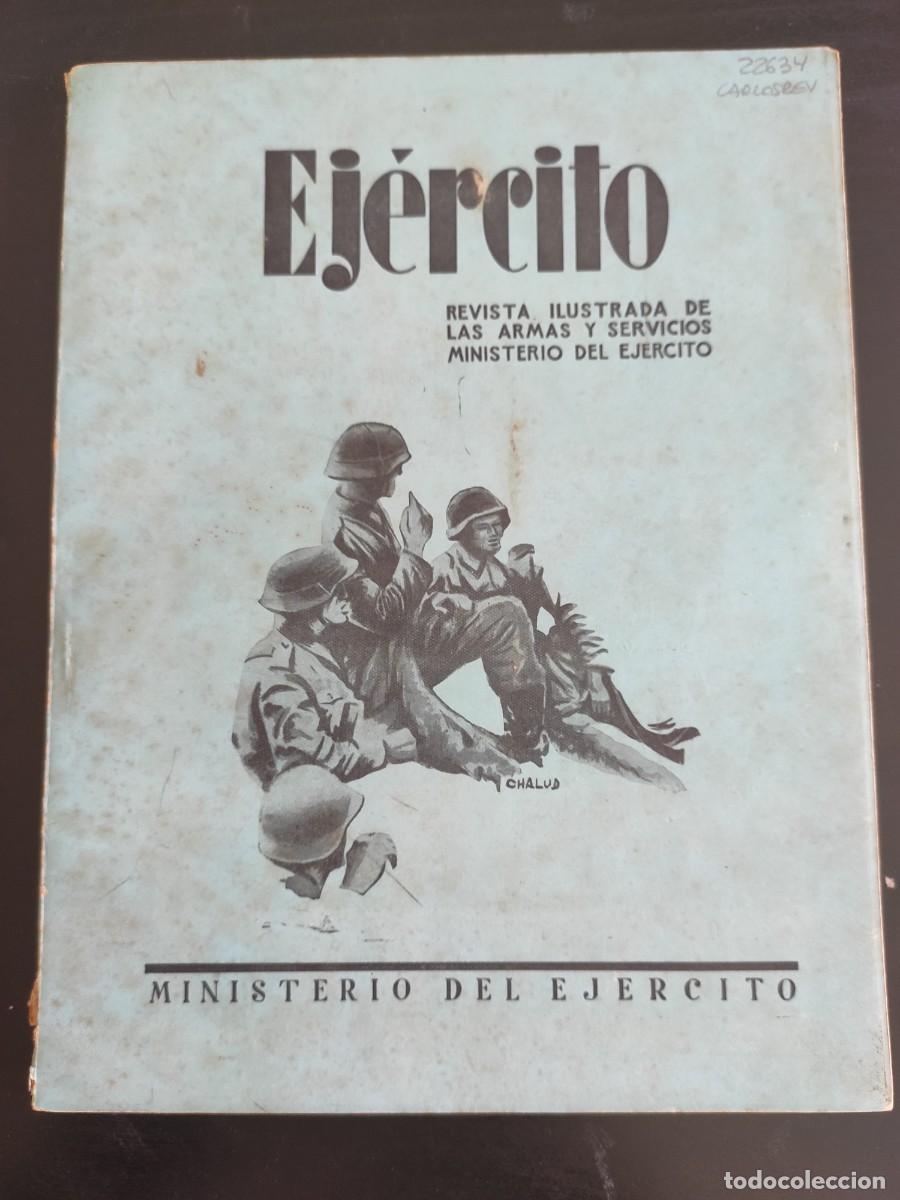 22634
CARLOSREV
Ejército
REVISTA ILUSTRADA DE
LAS ARMAS Y SERVICIOS
MINISTERIO DEL EJERCITO
CHALUD
MINISTERIO DEL EJERCITO
todocoleccion